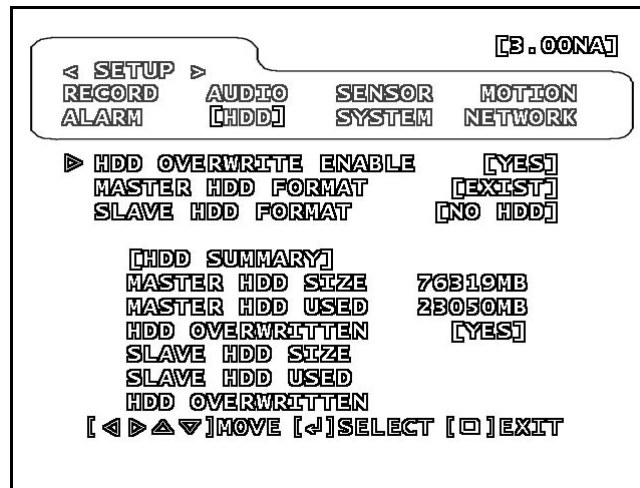 [3.00NA]
< SETUP >
RECORD AUDIO SENSOR MOTION
ALARM [HDD] SYSTEM NETWORK
▷ HDD OVERWRITE ENABLE [YES]
MASTER HDD FORMAT [EXIST]
SLAVE HDD FORMAT [NO HDD]
[HDD SUMMARY]
MASTER HDD SIZE 76319MB
MASTER HDD USED 23050MB
HDD OVERWRITTEN [YES]
SLAVE HDD SIZE
SLAVE HDD USED
HDD OVERWRITTEN
[◁▷△▽]MOVE [↲]SELECT [□]EXIT